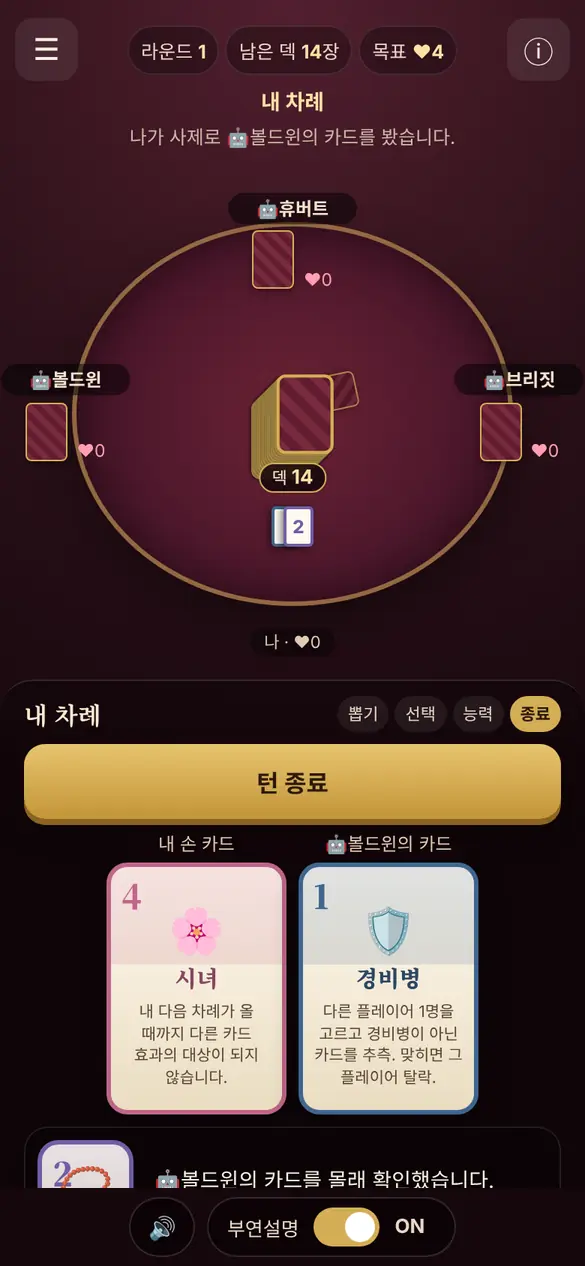 라운드 1
남은 덱 14장
목표 ♥4
내 차례
나가 사제로 🤖볼드윈의 카드를 봤습니다.
🤖휴버트
♥0
🤖볼드윈
♥0
🤖브리짓
♥0
덱 14
2
나 · ♥0
내 차례
뽑기
선택
능력
종료
턴 종료
내 손 카드
🤖볼드윈의 카드
4
시녀
내 다음 차례가 올
때까지 다른 카드
효과의 대상이 되지
않습니다.
1
경비병
다른 플레이어 1명을
고르고 경비병이 아닌
카드를 추측. 맞히면 그
플레이어 탈락.
2
🤖볼드윈의 카드를 몰래 확인했습니다.
부연설명
ON